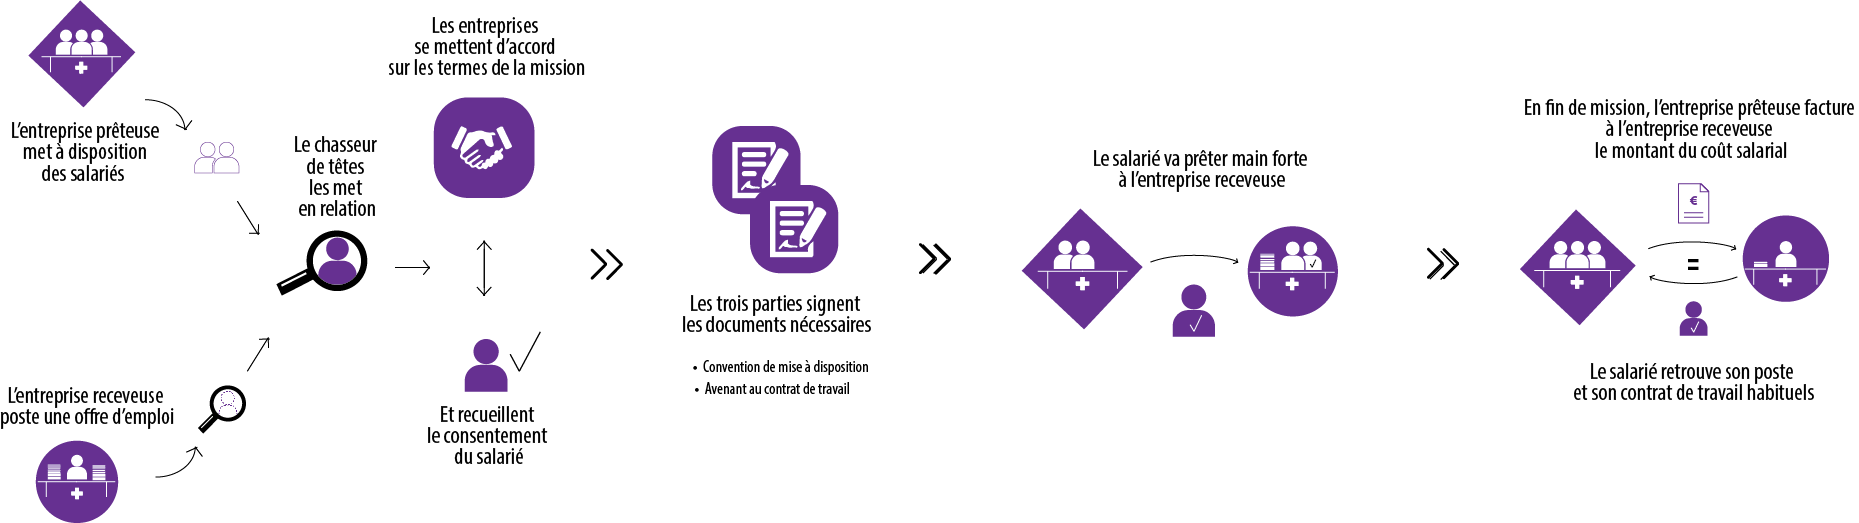 L’entreprise prêteuse
met à disposition
des salariés
L’entreprise receveuse
poste une offre d’emploi
Le chasseur
de têtes
les met
en relation
Les entreprises
se mettent d’accord
sur les termes de la mission
Et recueillent
le consentement
du salarié
Les trois parties signent
les documents nécessaires
• Convention de mise à disposition
• Avenant au contrat de travail
Le salarié va prêter main forte
à l’entreprise receveuse
En fin de mission, l’entreprise prêteuse facture
à l’entreprise receveuse
le montant du coût salarial
€
=
Le salarié retrouve son poste
et son contrat de travail habituels